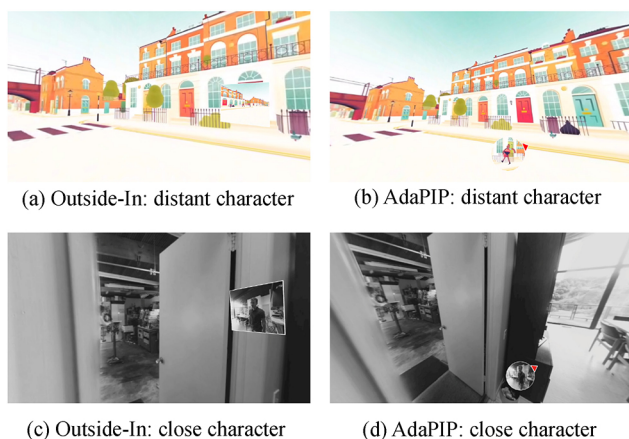 (a) Outside-In: distant character
(b) AdaPIP: distant character
(c) Outside-In: close character
(d) AdaPIP: close character